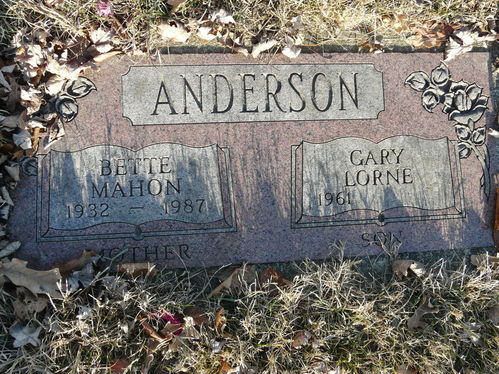 ANDERSON
BETTE
MAHON
1932 - 1987
MOTHER
GARY
LORNE
1961
SON